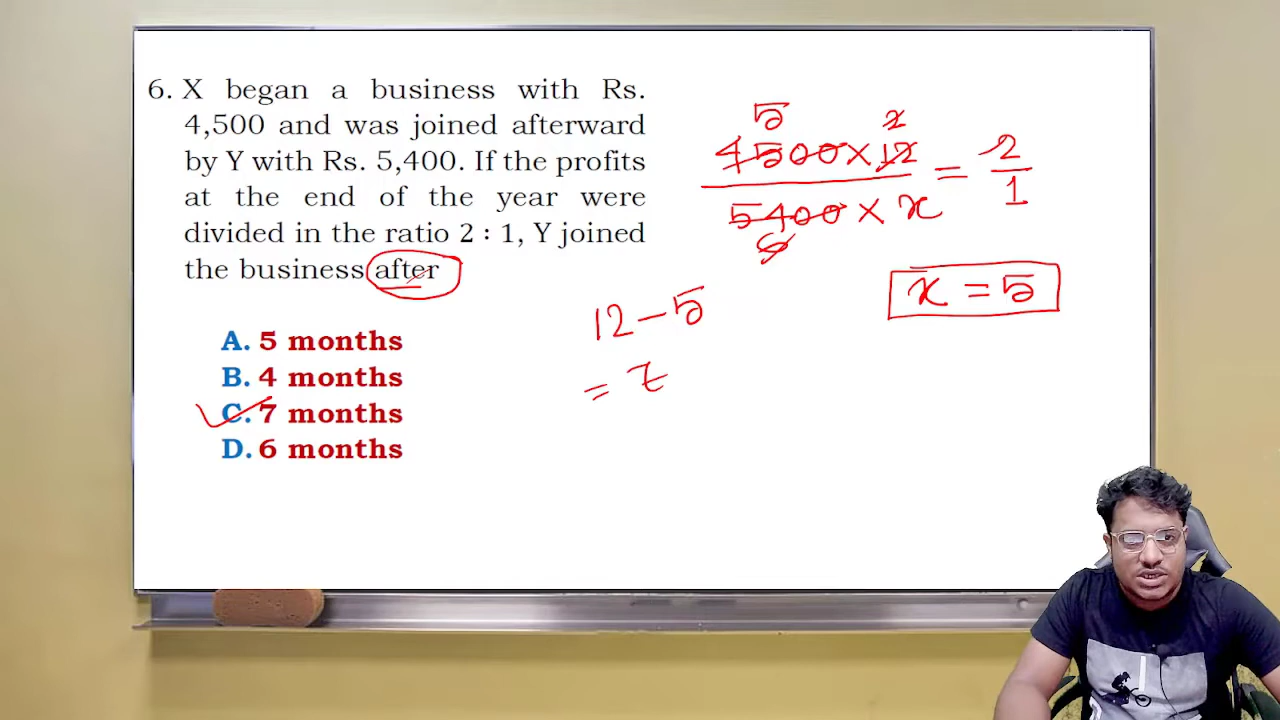 6. X began a business with Rs.
4,500 and was joined afterward
by Y with Rs. 5,400. If the profits
at the end of the year were
divided in the ratio 2 : 1, Y joined
the business after
A. 5 months
B. 4 months
C. 7 months
D. 6 months
5
4500 × 12
5400 × x
= 2
1
x = 5
12 - 5
= 7